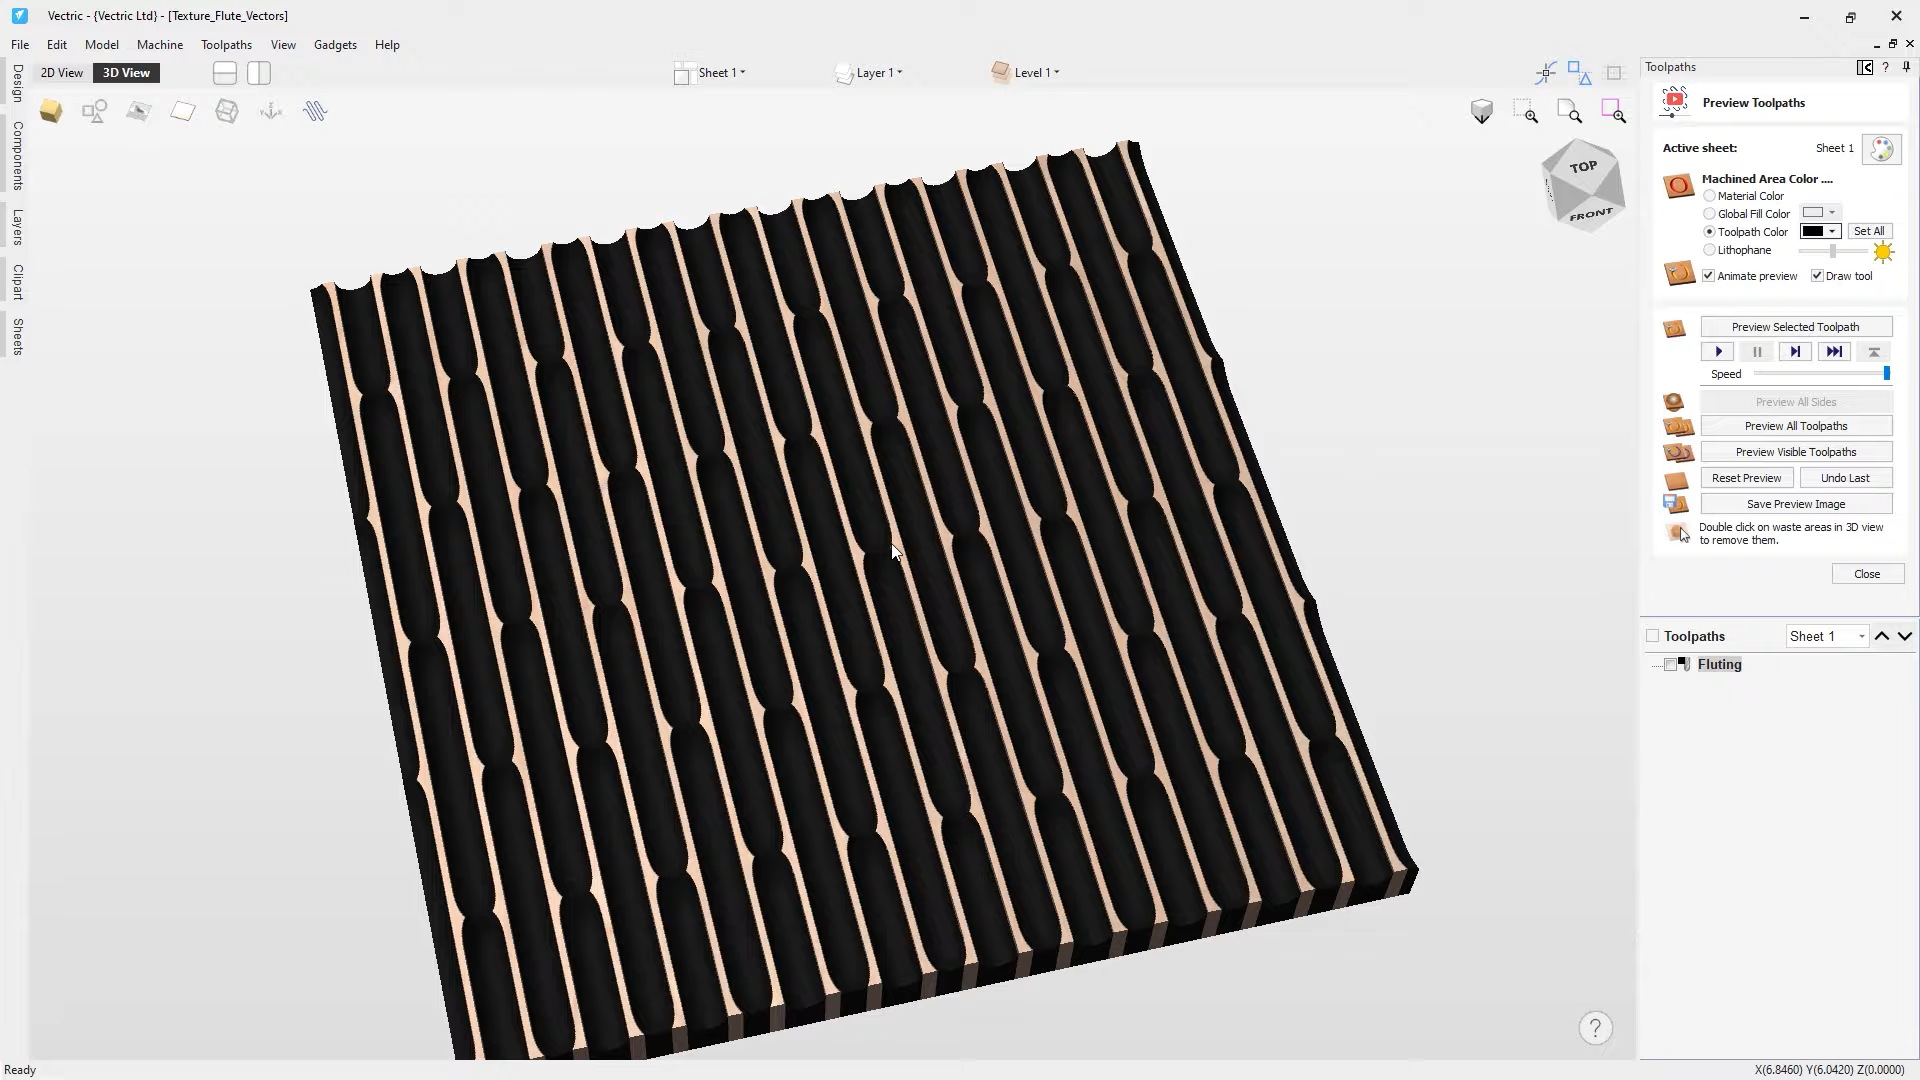 Vectric - {Vectric Ltd} - [Texture_Flute_Vectors]
File Edit Model Machine Toolpaths View Gadgets Help
2D View 3D View Sheet 1 Layer 1 Level 1
Design
Components
Layers
Clipart
Sheets
TOP
FRONT
Toolpaths ?
Preview Toolpaths
Active sheet: Sheet 1
Machined Area Color ....
Material Color
Global Fill Color
Toolpath Color Set All
Lithophane
Animate preview Draw tool
Preview Selected Toolpath
Speed
Preview All Sides
Preview All Toolpaths
Preview Visible Toolpaths
Reset Preview Undo Last
Save Preview Image
Double click on waste areas in 3D view
to remove them.
Close
Toolpaths Sheet 1
Fluting
?
Ready X(6.8460) Y(6.0420) Z(0.0000)